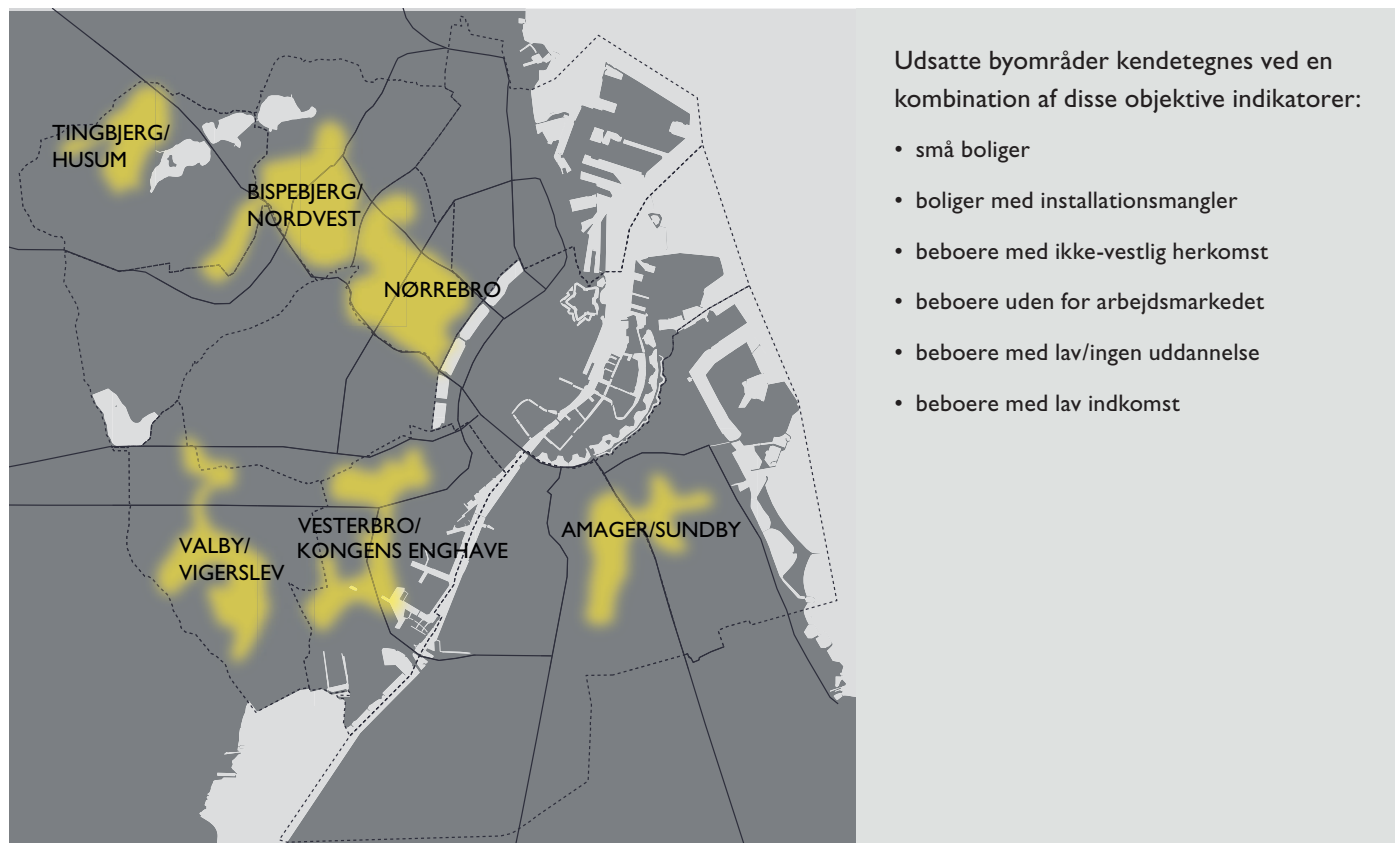 TINGBJERG/
HUSUM
BISPEBJERG/
NORDVEST
NØRREBRO
VALBY/
VIGERSLEV
VESTERBRO/
KONGENS ENGHAVE
AMAGER/SUNDBY
Udsatte byområder kendetegnes ved en
kombination af disse objektive indikatorer:
• små boliger
• boliger med installationsmangler
• beboere med ikke-vestlig herkomst
• beboere uden for arbejdsmarkedet
• beboere med lav/ingen uddannelse
• beboere med lav indkomst